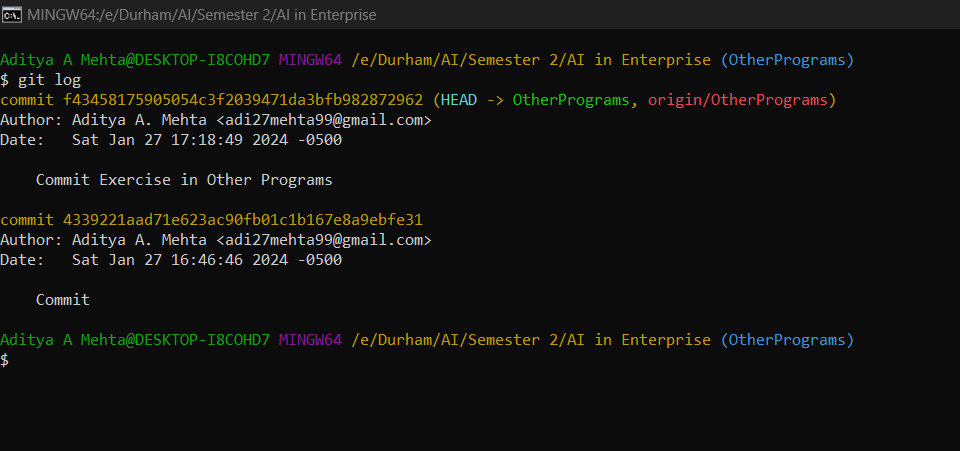 MINGW64:/e/Durham/AI/Semester 2/AI in Enterprise
Aditya A Mehta@DESKTOP-I8COHD7 MINGW64 /e/Durham/AI/Semester 2/AI in Enterprise (OtherPrograms)
$ git log
commit f43458175905054c3f2039471da3bfb982872962 (HEAD -> OtherPrograms, origin/OtherPrograms)
Author: Aditya A. Mehta <adi27mehta99@gmail.com>
Date:   Sat Jan 27 17:18:49 2024 -0500
    Commit Exercise in Other Programs
commit 4339221aad71e623ac90fb01c1b167e8a9ebfe31
Author: Aditya A. Mehta <adi27mehta99@gmail.com>
Date:   Sat Jan 27 16:46:46 2024 -0500
    Commit
Aditya A Mehta@DESKTOP-I8COHD7 MINGW64 /e/Durham/AI/Semester 2/AI in Enterprise (OtherPrograms)
$